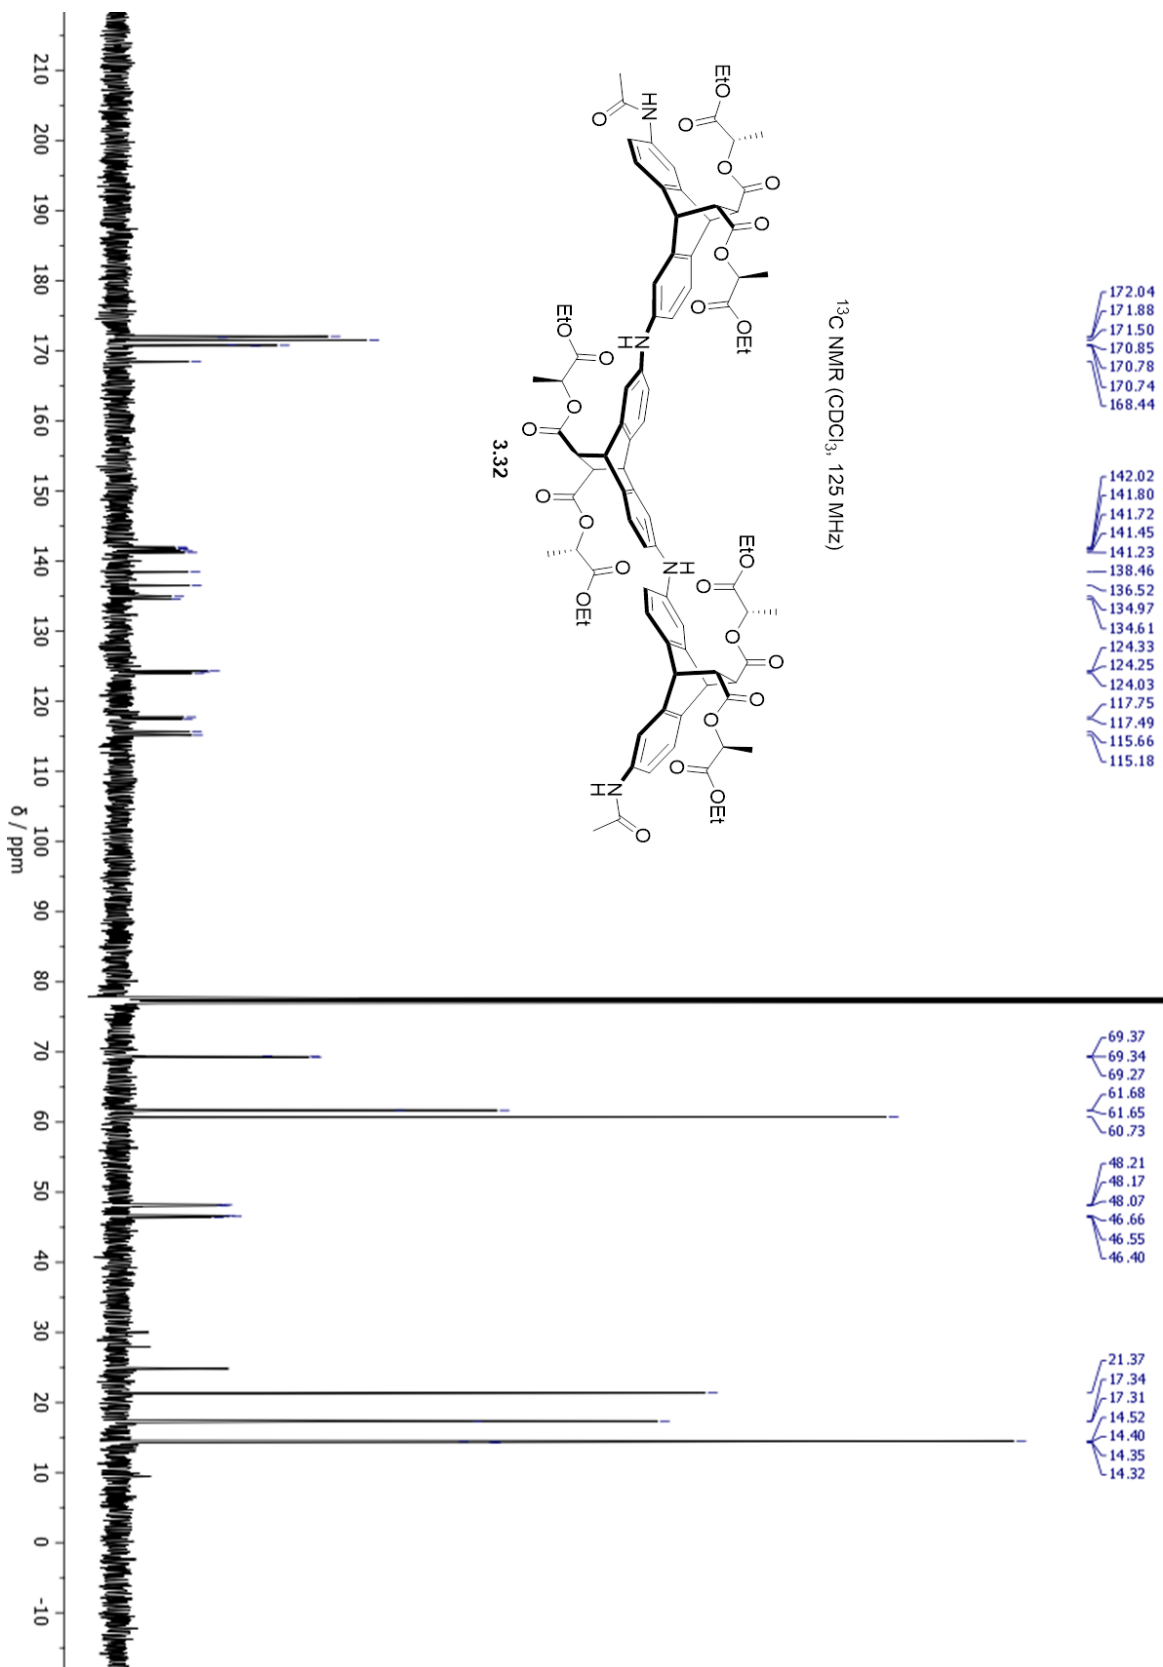 ¹³C NMR (CDCl₃, 125 MHz)
EtO
O
O
O
O
HN
O
O
O
O
OEt
N
H
EtO
O
O
O
3.32
O
O
O
OEt
H
N
EtO
O
O
O
O
O
O
OEt
N
H
O
172.04
171.88
171.50
170.85
170.78
170.74
168.44
142.02
141.80
141.72
141.45
141.23
138.46
136.52
134.97
134.61
124.33
124.25
124.03
117.75
117.49
115.66
115.18
69.37
69.34
69.27
61.68
61.65
60.73
48.21
48.17
48.07
46.66
46.55
46.40
21.37
17.34
17.31
14.52
14.40
14.35
14.32
210 200 190 180 170 160 150 140 130 120 110 100 90 80 70 60 50 40 30 20 10 0 -10
δ / ppm